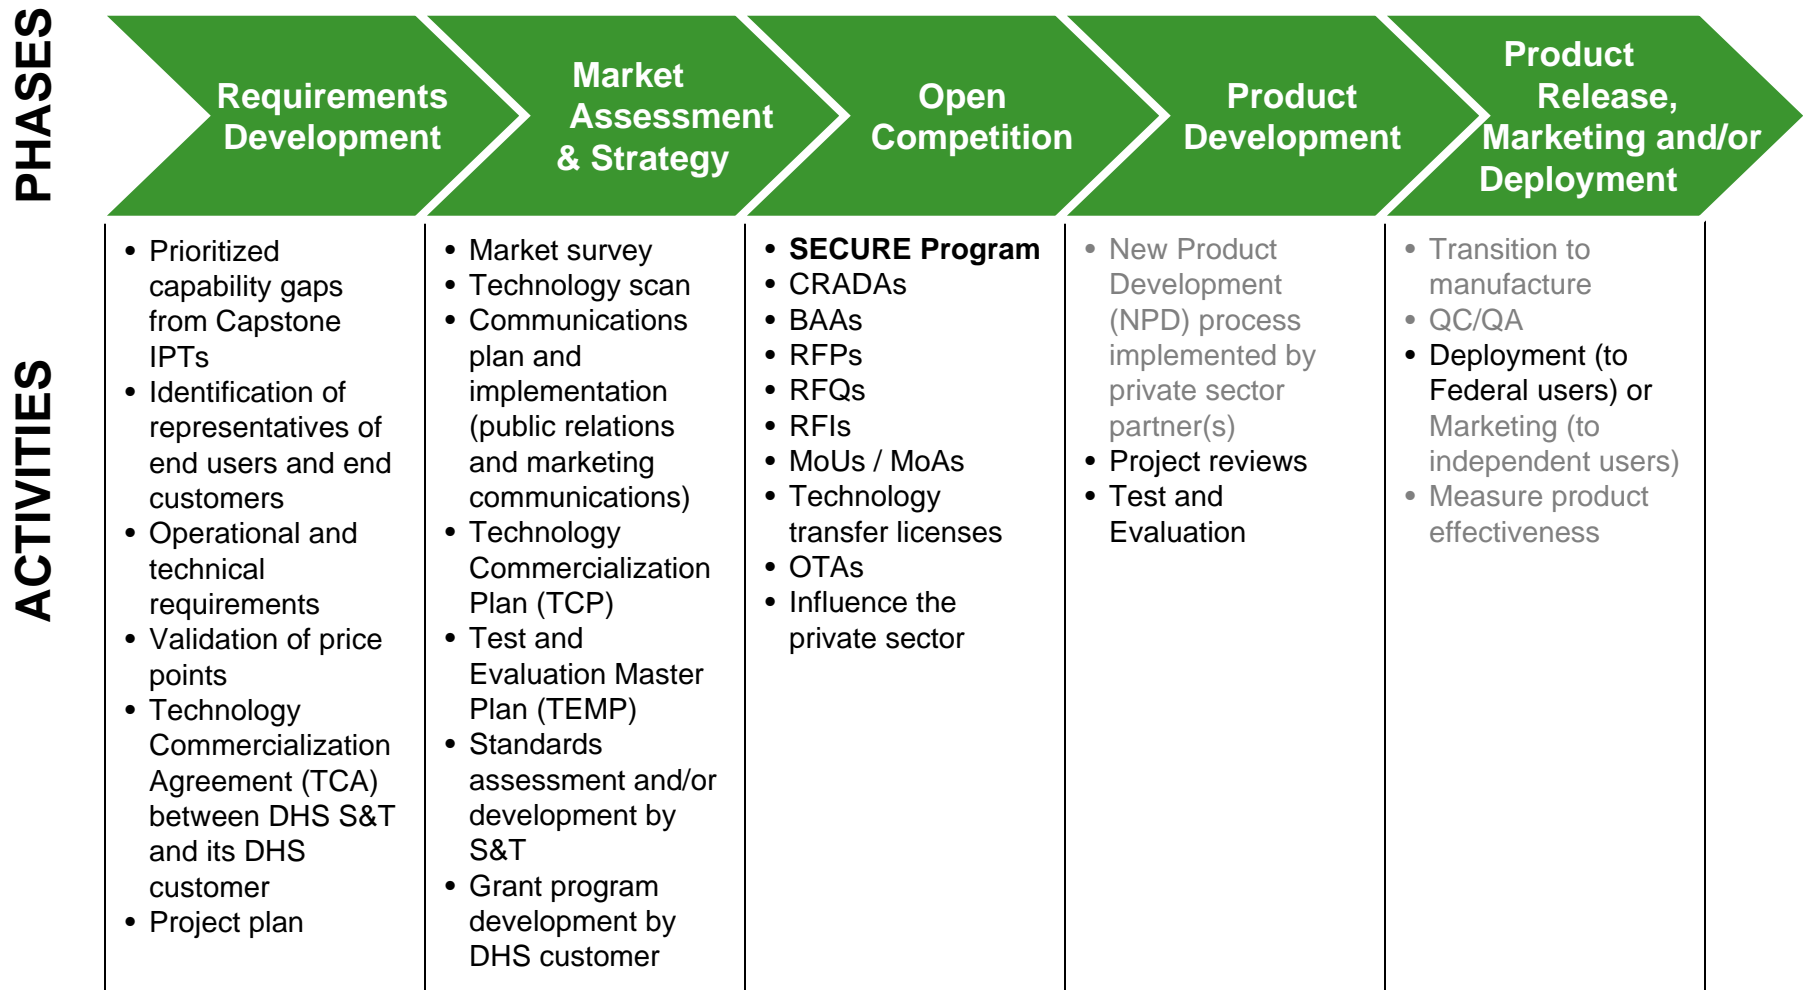 PHASES
Requirements
Development
Market
Assessment
& Strategy
Open
Competition
Product
Development
Product
Release,
Marketing and/or
Deployment
ACTIVITIES
• Prioritized
capability gaps
from Capstone
IPTs
• Identification of
representatives of
end users and end
customers
• Operational and
technical
requirements
• Validation of price
points
• Technology
Commercialization
Agreement (TCA)
between DHS S&T
and its DHS
customer
• Project plan
• Market survey
• Technology scan
• Communications
plan and
implementation
(public relations
and marketing
communications)
• Technology
Commercialization
Plan (TCP)
• Test and
Evaluation Master
Plan (TEMP)
• Standards
assessment and/or
development by
S&T
• Grant program
development by
DHS customer
• SECURE Program
• CRADAs
• BAAs
• RFPs
• RFQs
• RFIs
• MoUs / MoAs
• Technology
transfer licenses
• OTAs
• Influence the
private sector
• New Product
Development
(NPD) process
implemented by
private sector
partner(s)
• Project reviews
• Test and
Evaluation
• Transition to
manufacture
• QC/QA
• Deployment (to
Federal users) or
Marketing (to
independent users)
• Measure product
effectiveness